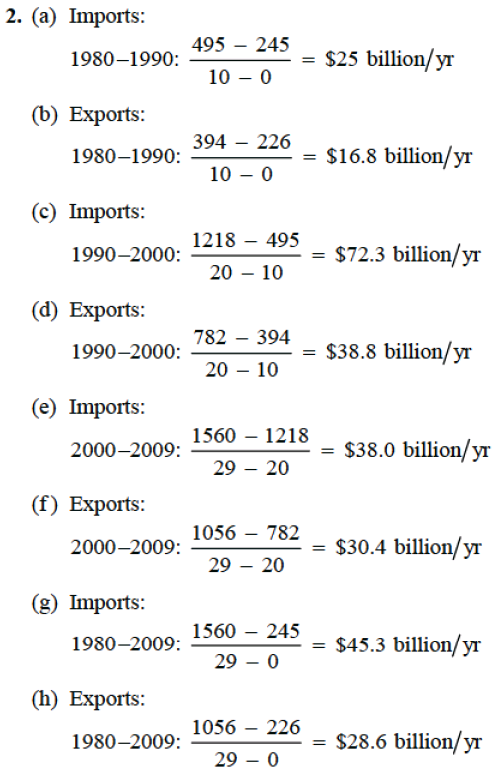 2. (a) Imports:
1980–1990: (495 − 245)/(10 − 0) = $25 billion/yr
(b) Exports:
1980–1990: (394 − 226)/(10 − 0) = $16.8 billion/yr
(c) Imports:
1990–2000: (1218 − 495)/(20 − 10) = $72.3 billion/yr
(d) Exports:
1990–2000: (782 − 394)/(20 − 10) = $38.8 billion/yr
(e) Imports:
2000–2009: (1560 − 1218)/(29 − 20) = $38.0 billion/yr
(f) Exports:
2000–2009: (1056 − 782)/(29 − 20) = $30.4 billion/yr
(g) Imports:
1980–2009: (1560 − 245)/(29 − 0) = $45.3 billion/yr
(h) Exports:
1980–2009: (1056 − 226)/(29 − 0) = $28.6 billion/yr